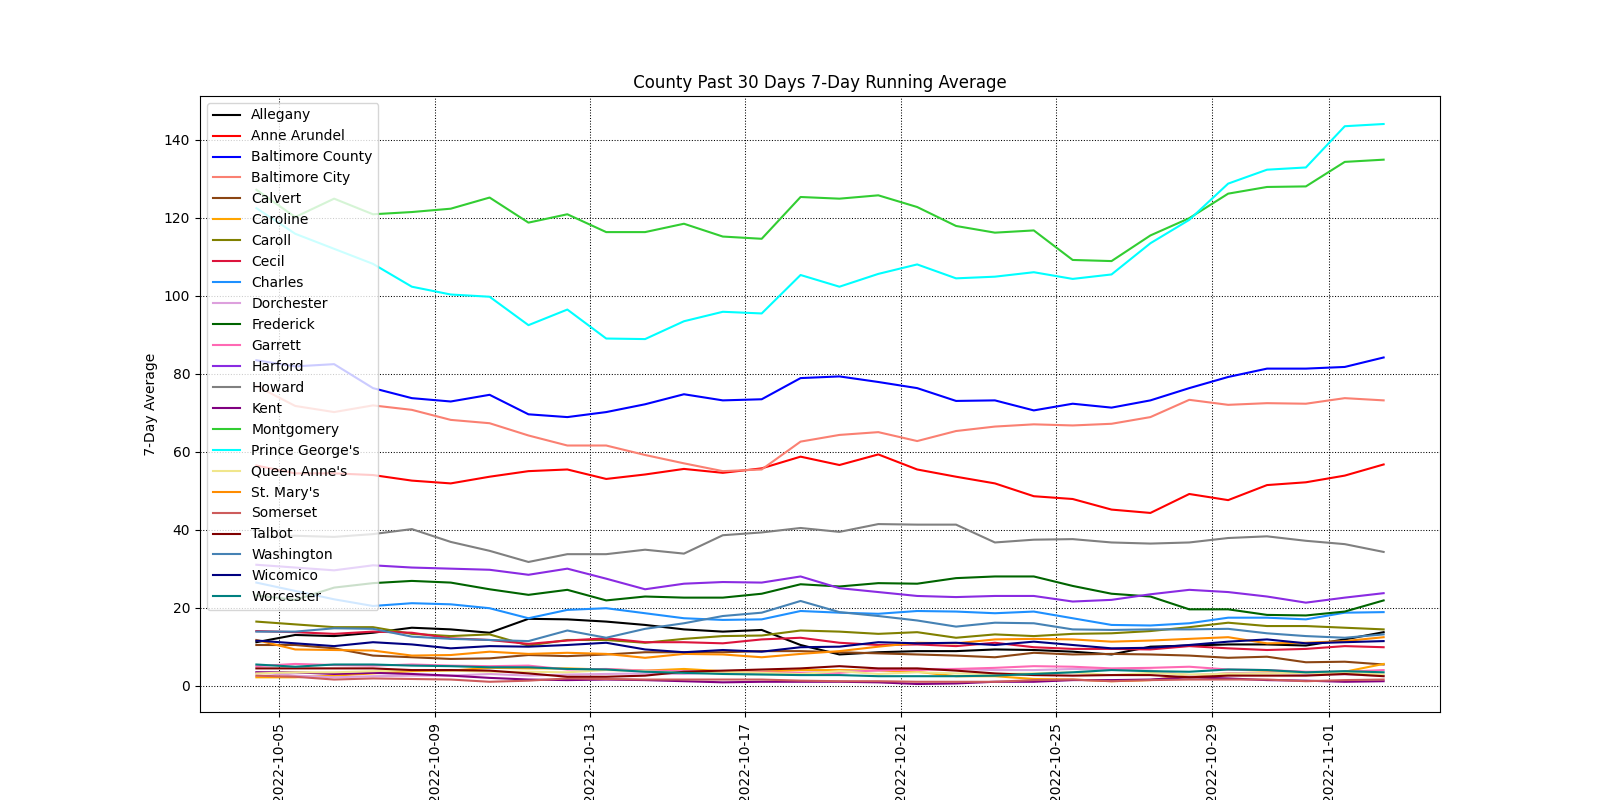 County Past 30 Days 7-Day Running Average
Allegany
Anne Arundel
Baltimore County
Baltimore City
Calvert
Caroline
Caroll
Cecil
Charles
Dorchester
Frederick
Garrett
Harford
Howard
Kent
Montgomery
Prince George's
Queen Anne's
St. Mary's
Somerset
Talbot
Washington
Wicomico
Worcester
7-Day Average
140
120
100
80
60
40
20
0
2022-10-05
2022-10-09
2022-10-13
2022-10-17
2022-10-21
2022-10-25
2022-10-29
2022-11-01